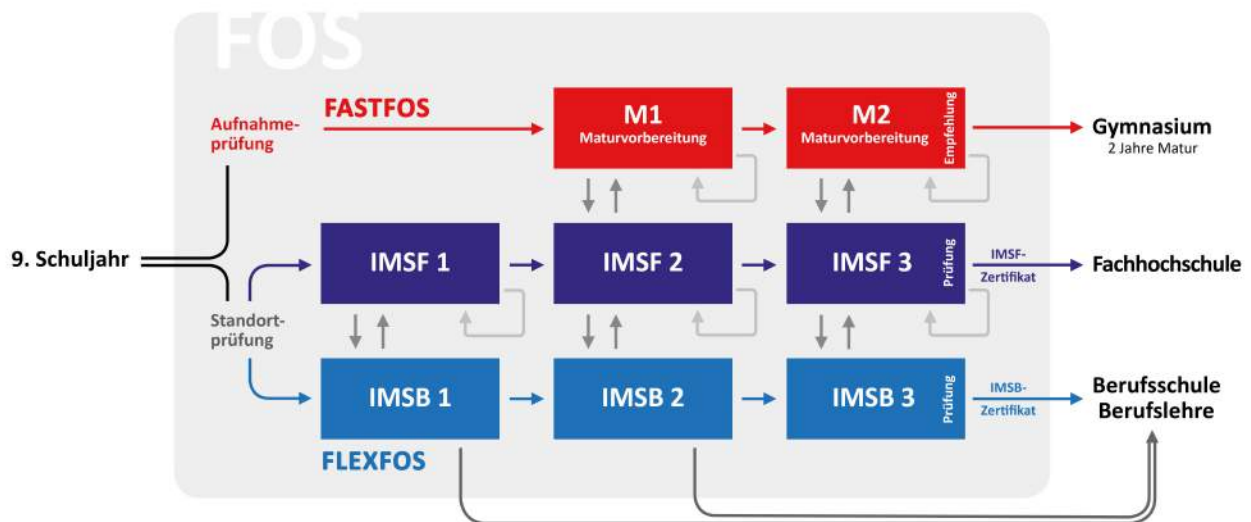 FOS
FASTFOS
Aufnahme-
prüfung
M1
Maturvorbereitung
M2
Maturvorbereitung
Empfehlung
Gymnasium
2 Jahre Matur
9. Schuljahr
IMSF 1
IMSF 2
IMSF 3
Prüfung
IMSF-
Zertifikat
Fachhochschule
Standort-
prüfung
IMSB 1
IMSB 2
IMSB 3
Prüfung
IMSB-
Zertifikat
Berufsschule
Berufslehre
FLEXFOS